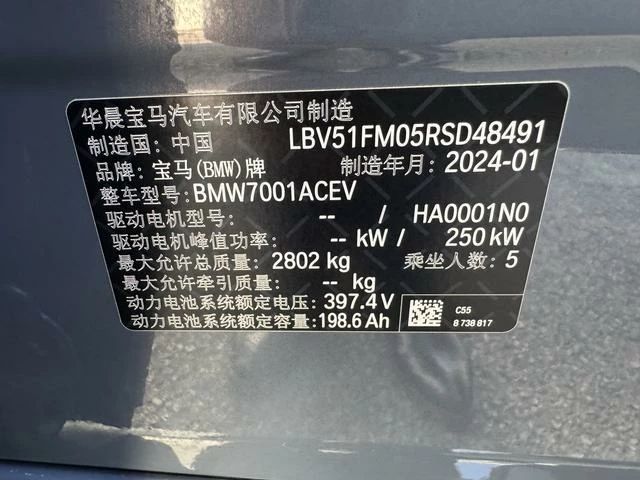 华晨宝马汽车有限公司制造
制造国: 中国 LBV51FM05RSD48491
品牌: 宝马(BMW)牌 制造年月: 2024-01
整车型号: BMW7001ACEV
驱动电机型号: -- / HA0001N0
驱动电机峰值功率: -- kW / 250 kW
最大允许总质量: 2802 kg 乘坐人数: 5
最大允许牵引质量: -- kg
动力电池系统额定电压: 397.4 V
动力电池系统额定容量: 198.6 Ah
C55
8 738 817